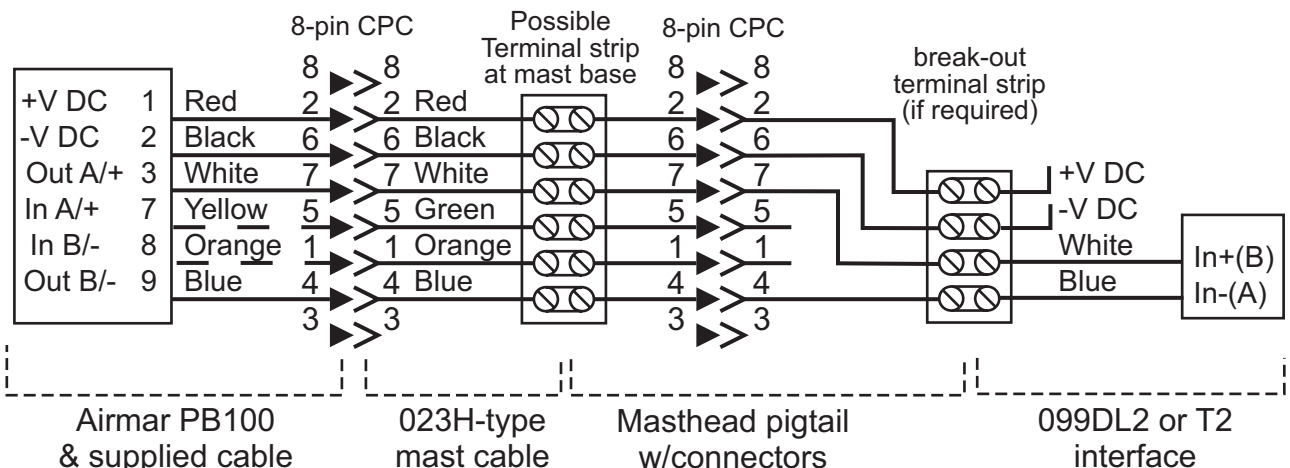 8-pin CPC
Possible
Terminal strip
at mast base
8-pin CPC
break-out
terminal strip
(if required)
8 8
8 8
+V DC 1 Red 2 2 Red 2 2
-V DC 2 Black 6 6 Black 6 6
Out A/+ 3 White 7 7 White 7 7
In A/+ 7 Yellow 5 5 Green 5 5
In B/- 8 Orange 1 1 Orange 1 1
Out B/- 9 Blue 4 4 Blue 4 4
3 3
3 3
+V DC
-V DC
White In+(B)
Blue In-(A)
Airmar PB100
& supplied cable
023H-type
mast cable
Masthead pigtail
w/connectors
099DL2 or T2
interface